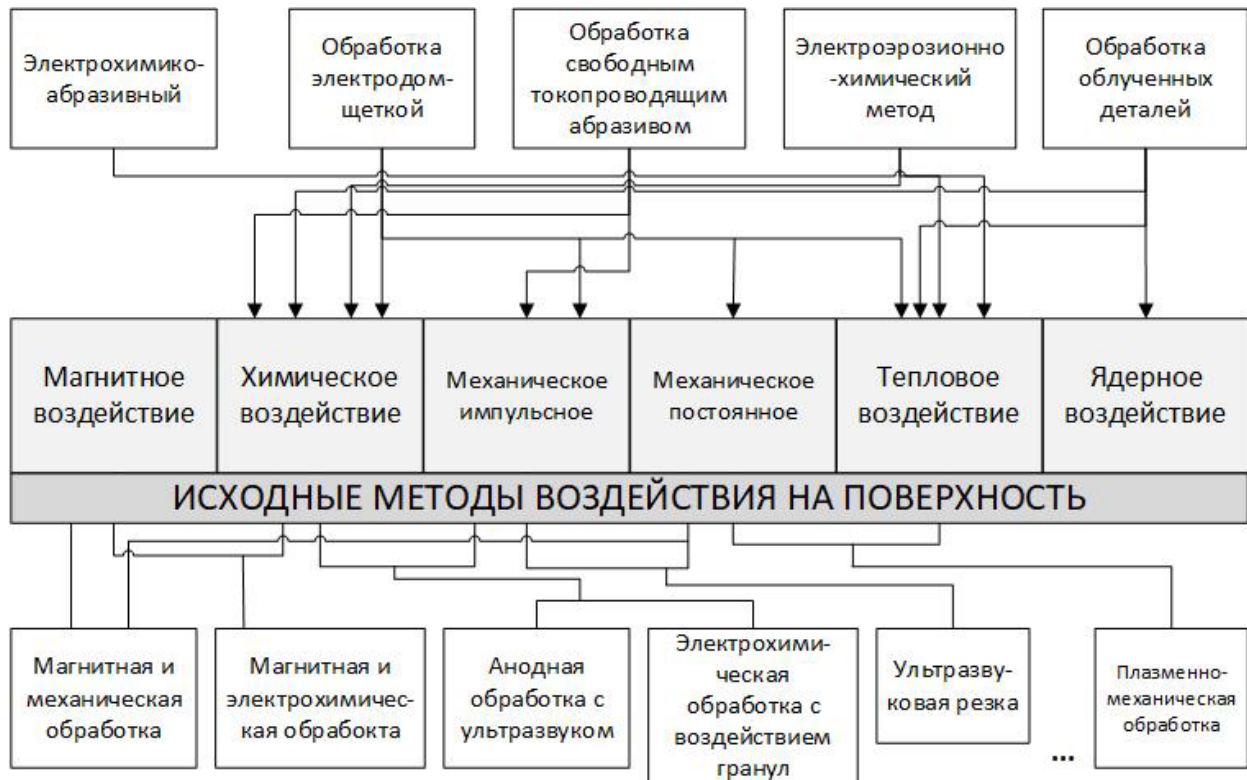 Электрохимико-
абразивный
Обработка
электродом-
щеткой
Обработка
свободным
токопроводящим
абразивом
Электроэрозионно
-химический
метод
Обработка
облученных
деталей
Магнитное
воздействие
Химическое
воздействие
Механическое
импульсное
Механическое
постоянное
Тепловое
воздействие
Ядерное
воздействие
ИСХОДНЫЕ МЕТОДЫ ВОЗДЕЙСТВИЯ НА ПОВЕРХНОСТЬ
Магнитная и
механическая
обработка
Магнитная и
электрохимичес-
кая обрабокта
Анодная
обработка с
ультразвуком
Электрохими-
ческая
обработка с
воздействием
гранул
Ультразву-
ковая резка
...
Плазменно-
механическая
обработка